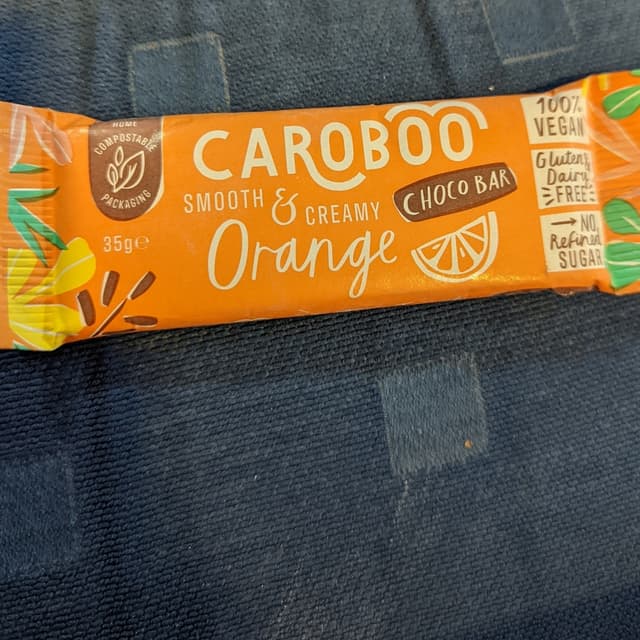 HOME
COMPOSTABLE
PACKAGING
35g℮
CAROBOO
SMOOTH & CREAMY
CHOCO BAR
Orange
100%
VEGAN
Gluten &
Dairy
FREE
→ NO
Refined
SUGAR